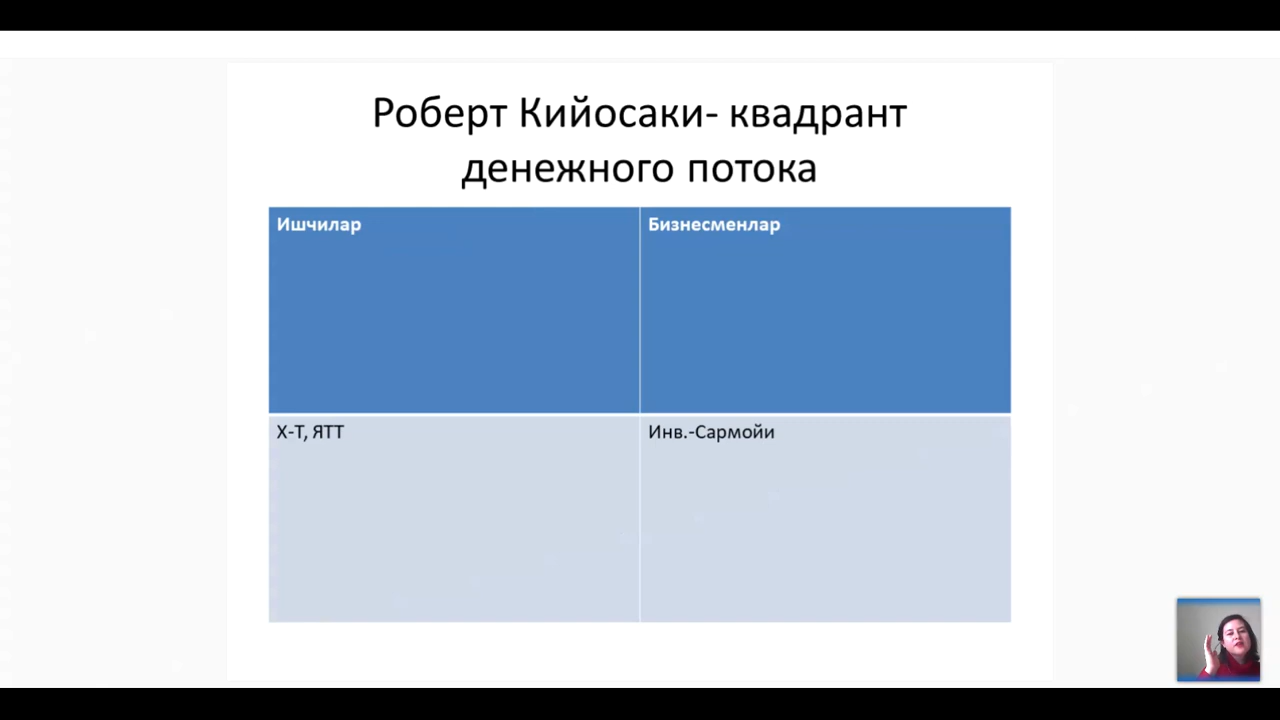 Роберт Кийосаки- квадрант
денежного потока
Ишчилар
Бизнесменлар
Х-Т, ЯТТ
Инв.-Сармойи